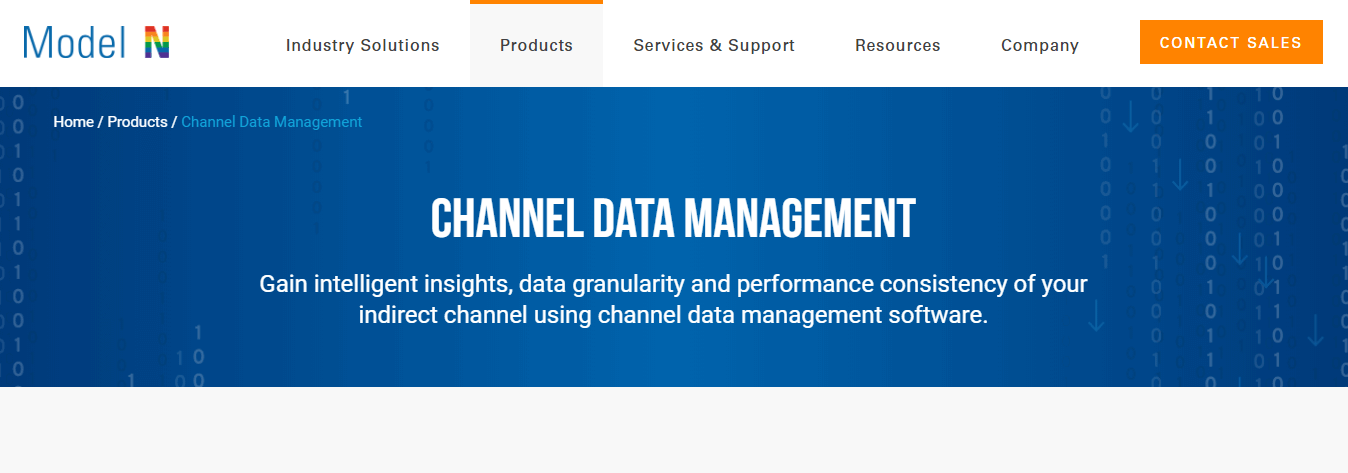 Model N
Industry Solutions
Products
Services & Support
Resources
Company
CONTACT SALES
Home / Products / Channel Data Management
CHANNEL DATA MANAGEMENT
Gain intelligent insights, data granularity and performance consistency of your
indirect channel using channel data management software.